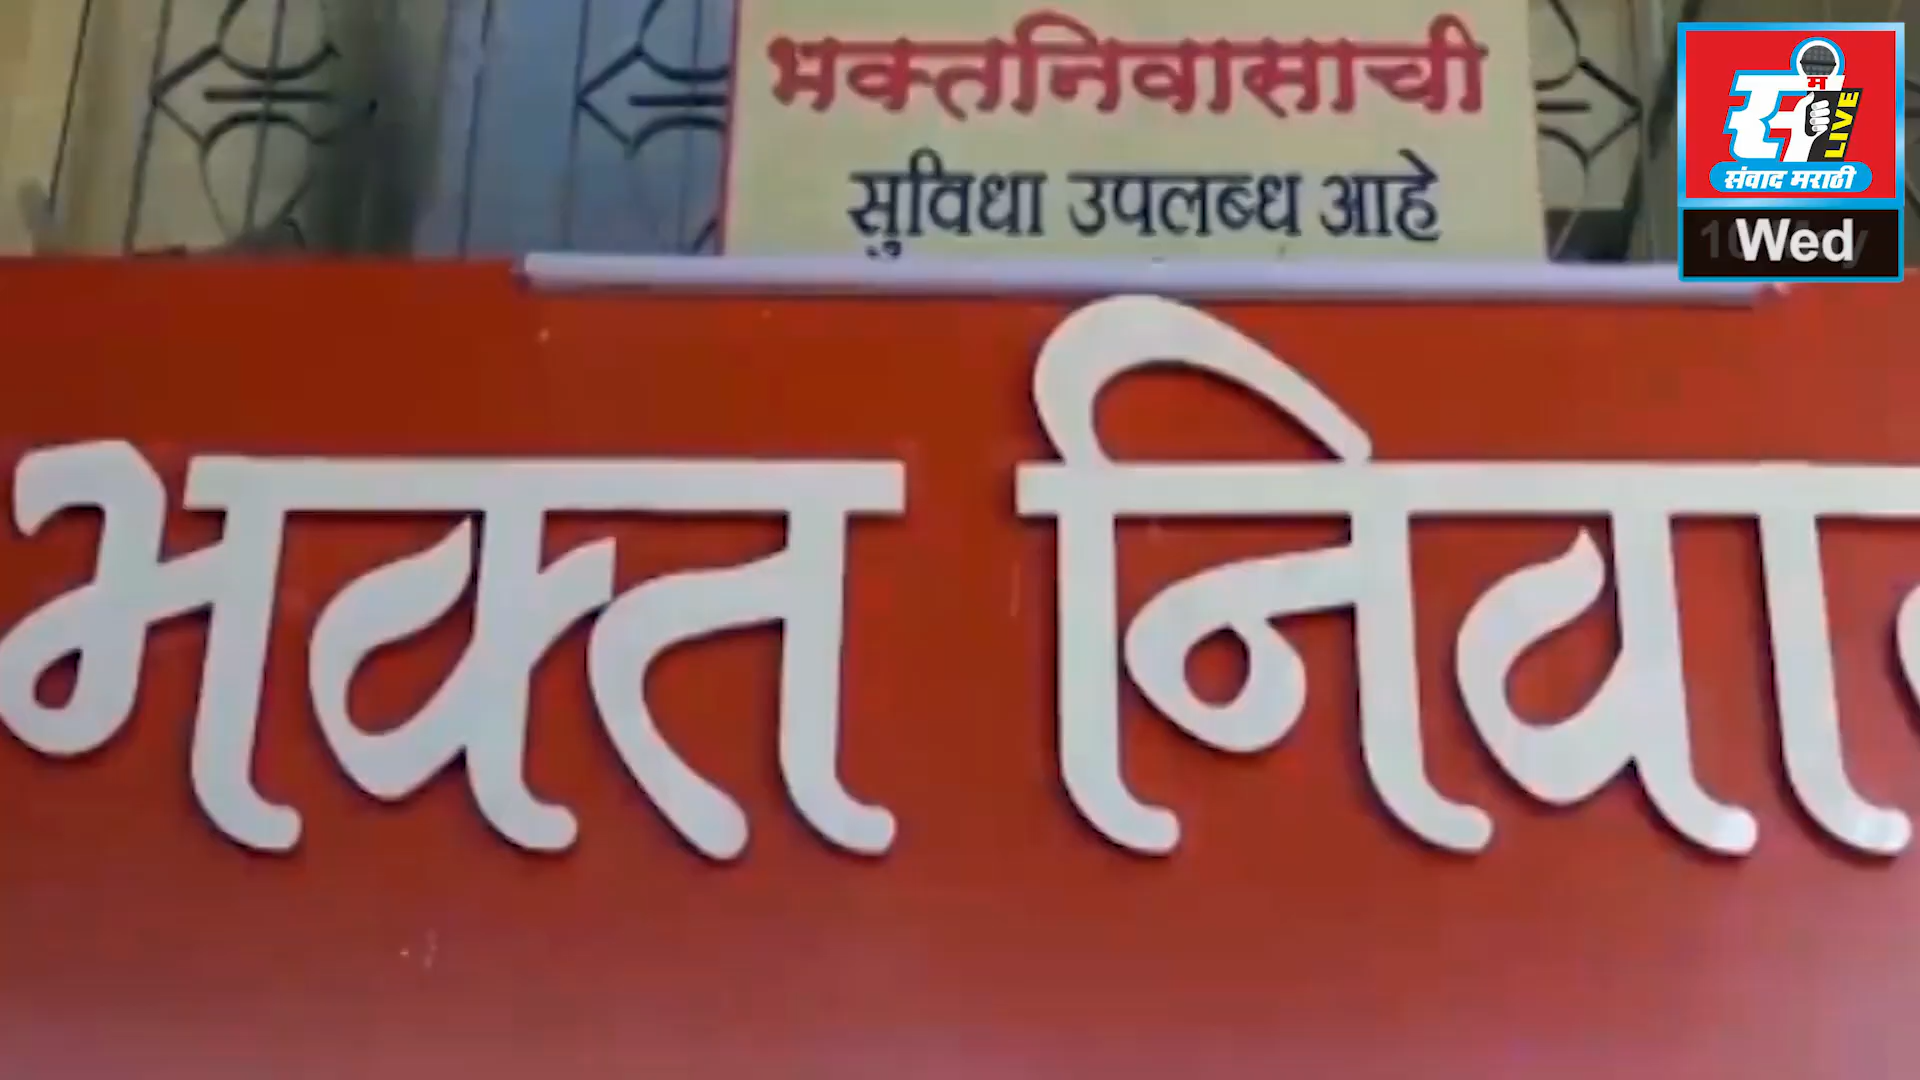 भक्तनिवासाची
सुविधा उपलब्ध आहे
स
म
LIVE
संवाद मराठी
Wed
भक्त निवा